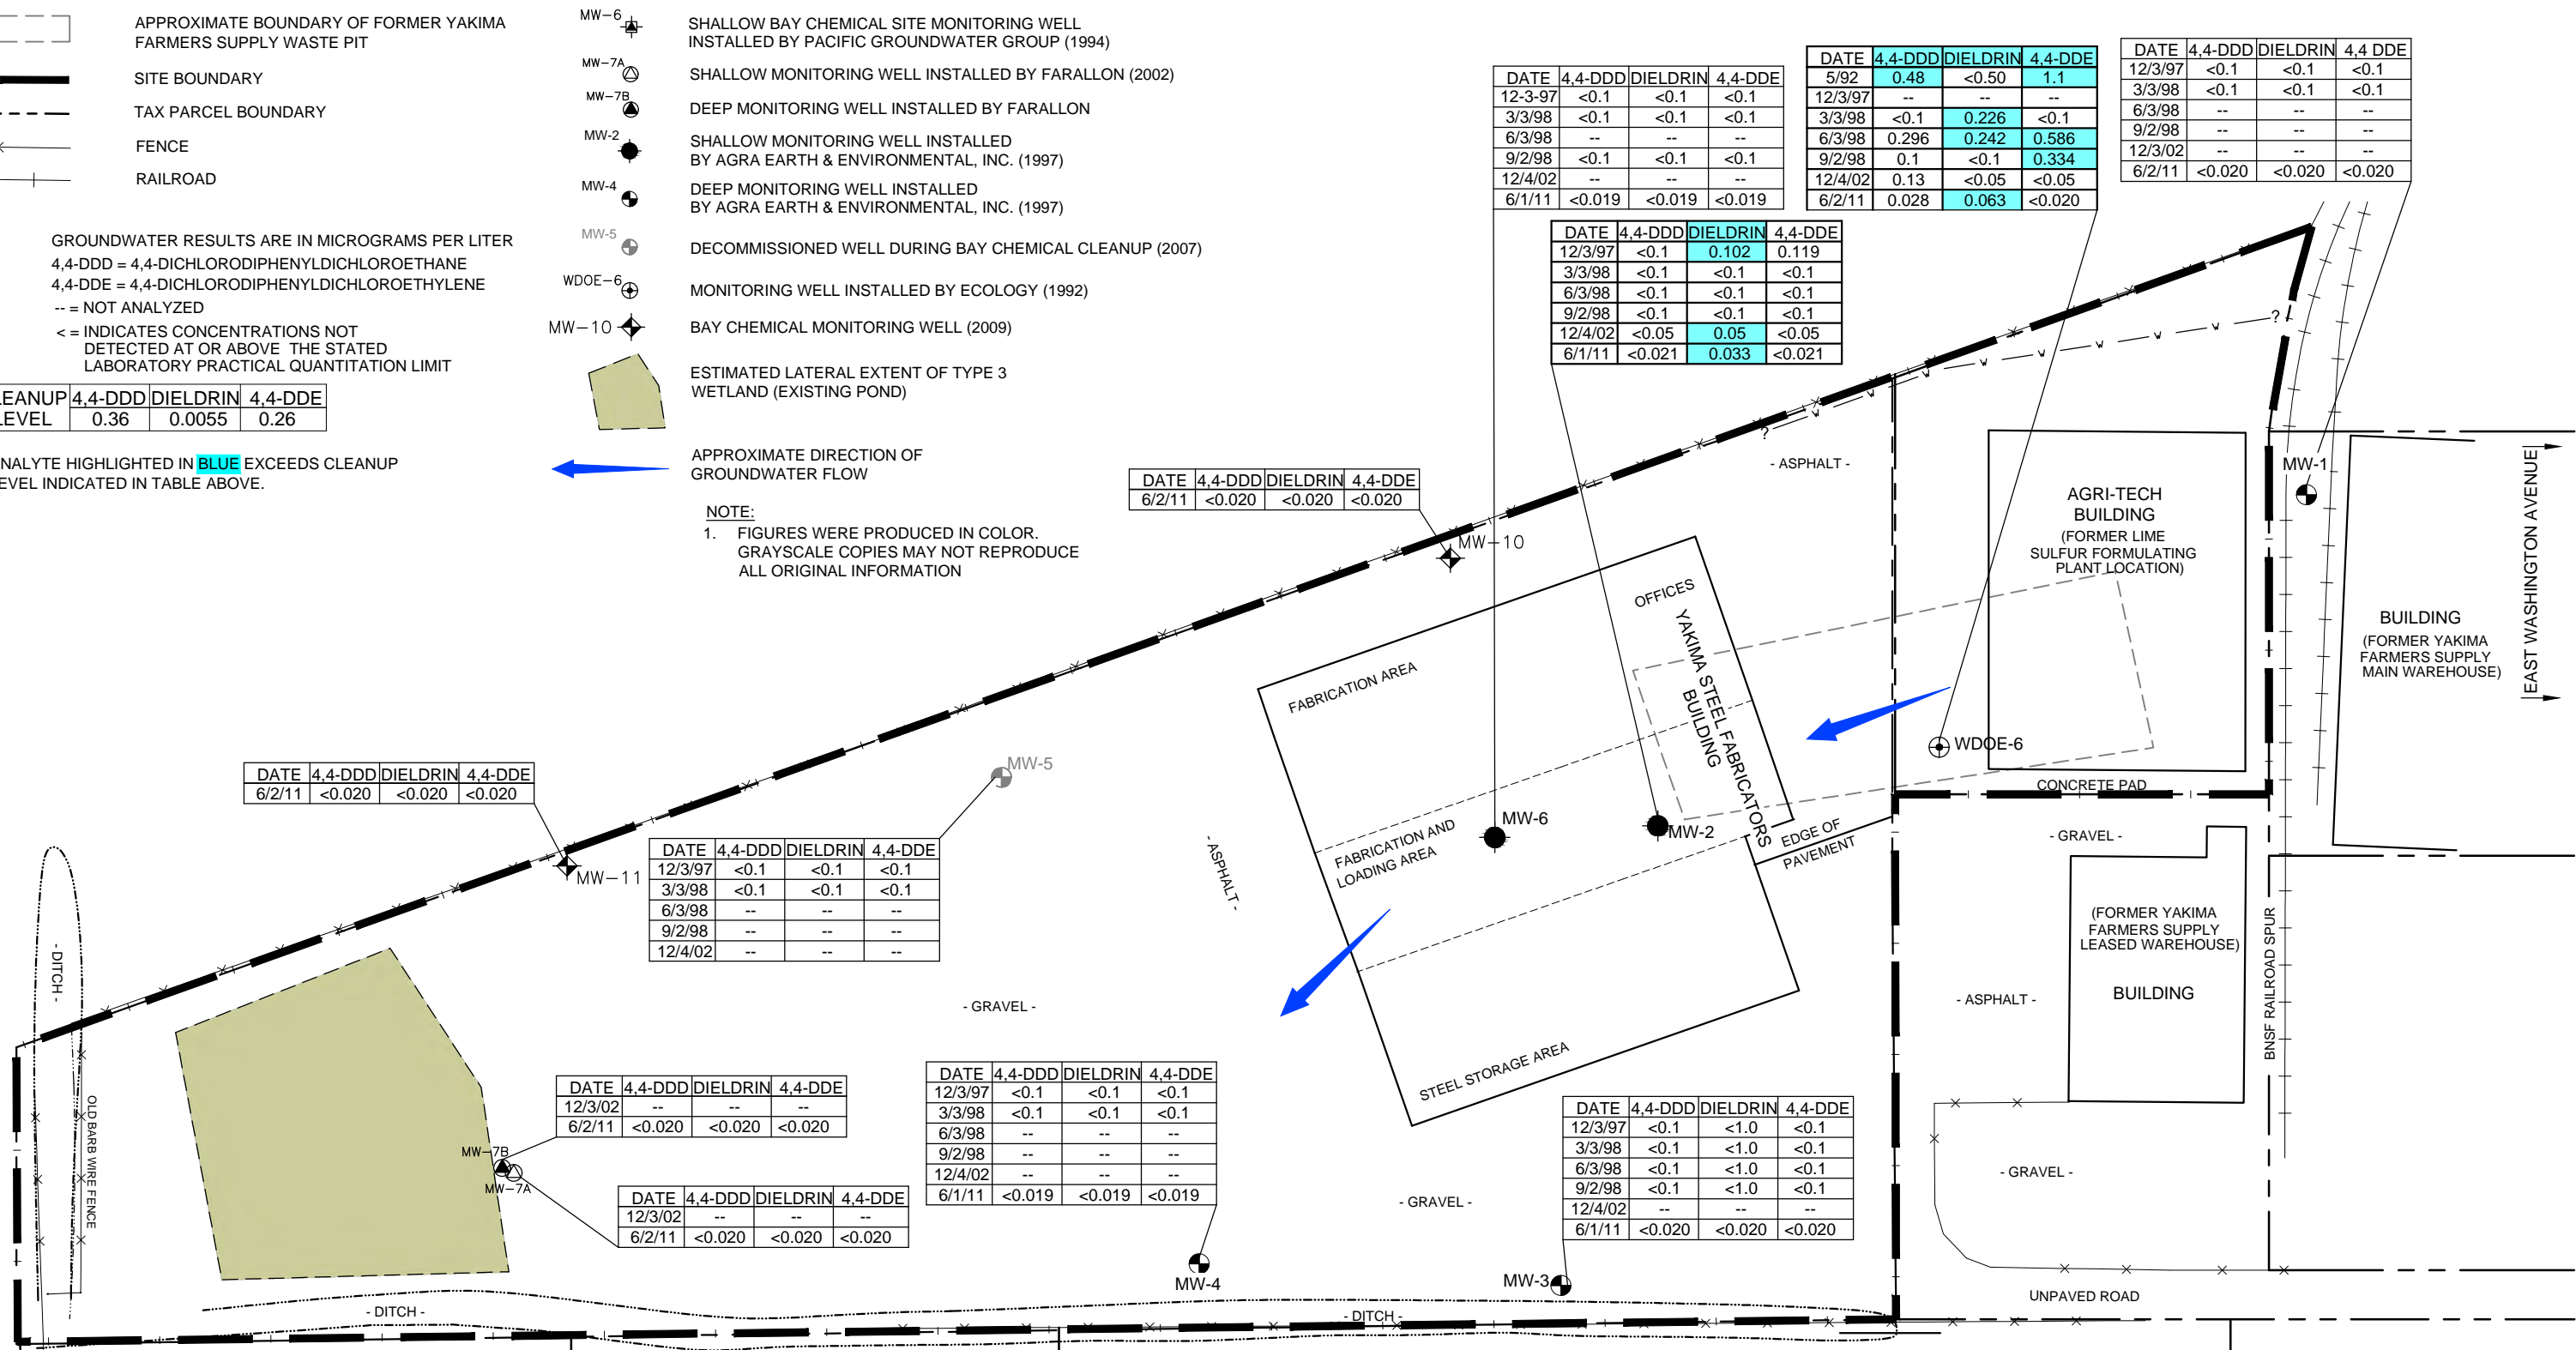 APPROXIMATE BOUNDARY OF FORMER YAKIMA
FARMERS SUPPLY WASTE PIT
SITE BOUNDARY
TAX PARCEL BOUNDARY
FENCE
RAILROAD
GROUNDWATER RESULTS ARE IN MICROGRAMS PER LITER
4,4-DDD = 4,4-DICHLORODIPHENYLDICHLOROETHANE
4,4-DDE = 4,4-DICHLORODIPHENYLDICHLOROETHYLENE
-- = NOT ANALYZED
< = INDICATES CONCENTRATIONS NOT
DETECTED AT OR ABOVE THE STATED
LABORATORY PRACTICAL QUANTITATION LIMIT
LEANUP 4,4-DDD DIELDRIN 4,4-DDE
LEVEL 0.36 0.0055 0.26
NALYTE HIGHLIGHTED IN BLUE EXCEEDS CLEANUP
EVEL INDICATED IN TABLE ABOVE.
MW-6
SHALLOW BAY CHEMICAL SITE MONITORING WELL
INSTALLED BY PACIFIC GROUNDWATER GROUP (1994)
MW-7A
SHALLOW MONITORING WELL INSTALLED BY FARALLON (2002)
MW-7B
DEEP MONITORING WELL INSTALLED BY FARALLON
MW-2
SHALLOW MONITORING WELL INSTALLED
BY AGRA EARTH & ENVIRONMENTAL, INC. (1997)
MW-4
DEEP MONITORING WELL INSTALLED
BY AGRA EARTH & ENVIRONMENTAL, INC. (1997)
MW-5
DECOMMISSIONED WELL DURING BAY CHEMICAL CLEANUP (2007)
WDOE-6
MONITORING WELL INSTALLED BY ECOLOGY (1992)
MW-10
BAY CHEMICAL MONITORING WELL (2009)
ESTIMATED LATERAL EXTENT OF TYPE 3
WETLAND (EXISTING POND)
APPROXIMATE DIRECTION OF
GROUNDWATER FLOW
NOTE:
1. FIGURES WERE PRODUCED IN COLOR.
GRAYSCALE COPIES MAY NOT REPRODUCE
ALL ORIGINAL INFORMATION
DATE 4,4-DDD DIELDRIN 4,4-DDE
12-3-97 <0.1 <0.1 <0.1
3/3/98 <0.1 <0.1 <0.1
6/3/98 -- -- --
9/2/98 <0.1 <0.1 <0.1
12/4/02 -- -- --
6/1/11 <0.019 <0.019 <0.019
DATE 4,4-DDD DIELDRIN 4,4-DDE
5/92 0.48 <0.50 1.1
12/3/97 -- -- --
3/3/98 <0.1 0.226 <0.1
6/3/98 0.296 0.242 0.586
9/2/98 0.1 <0.1 0.334
12/4/02 0.13 <0.05 <0.05
6/2/11 0.028 0.063 <0.020
DATE 4,4-DDD DIELDRIN 4,4 DDE
12/3/97 <0.1 <0.1 <0.1
3/3/98 <0.1 <0.1 <0.1
6/3/98 -- -- --
9/2/98 -- -- --
12/3/02 -- -- --
6/2/11 <0.020 <0.020 <0.020
DATE 4,4-DDD DIELDRIN 4,4-DDE
12/3/97 <0.1 0.102 0.119
3/3/98 <0.1 <0.1 <0.1
6/3/98 <0.1 <0.1 <0.1
9/2/98 <0.1 <0.1 <0.1
12/4/02 <0.05 0.05 <0.05
6/1/11 <0.021 0.033 <0.021
?
?
- ASPHALT -
DATE 4,4-DDD DIELDRIN 4,4-DDE
6/2/11 <0.020 <0.020 <0.020
MW-10
MW-1
AGRI-TECH
BUILDING
(FORMER LIME
SULFUR FORMULATING
PLANT LOCATION)
EAST WASHINGTON AVENUE
BUILDING
(FORMER YAKIMA
FARMERS SUPPLY
MAIN WAREHOUSE)
OFFICES
FABRICATION AREA
YAKIMA STEEL FABRICATORS
BUILDING
WDOE-6
CONCRETE PAD
MW-5
DATE 4,4-DDD DIELDRIN 4,4-DDE
6/2/11 <0.020 <0.020 <0.020
MW-6
MW-2
FABRICATION AND
LOADING AREA
EDGE OF
PAVEMENT
- GRAVEL -
- ASPHALT -
MW-11
DATE 4,4-DDD DIELDRIN 4,4-DDE
12/3/97 <0.1 <0.1 <0.1
3/3/98 <0.1 <0.1 <0.1
6/3/98 -- -- --
9/2/98 -- -- --
12/4/02 -- -- --
(FORMER YAKIMA
FARMERS SUPPLY
LEASED WAREHOUSE)
BUILDING
BNSF RAILROAD SPUR
- DITCH -
- GRAVEL -
- ASPHALT -
STEEL STORAGE AREA
OLD BARB WIRE FENCE
DATE 4,4-DDD DIELDRIN 4,4-DDE
12/3/02 -- -- --
6/2/11 <0.020 <0.020 <0.020
MW-7B
MW-7A
DATE 4,4-DDD DIELDRIN 4,4-DDE
12/3/02 -- -- --
6/2/11 <0.020 <0.020 <0.020
DATE 4,4-DDD DIELDRIN 4,4-DDE
12/3/97 <0.1 <0.1 <0.1
3/3/98 <0.1 <0.1 <0.1
6/3/98 -- -- --
9/2/98 -- -- --
12/4/02 -- -- --
6/1/11 <0.019 <0.019 <0.019
DATE 4,4-DDD DIELDRIN 4,4-DDE
12/3/97 <0.1 <1.0 <0.1
3/3/98 <0.1 <1.0 <0.1
6/3/98 <0.1 <1.0 <0.1
9/2/98 <0.1 <1.0 <0.1
12/4/02 -- -- --
6/1/11 <0.020 <0.020 <0.020
- GRAVEL -
- GRAVEL -
MW-4
MW-3
UNPAVED ROAD
- DITCH -
- DITCH -